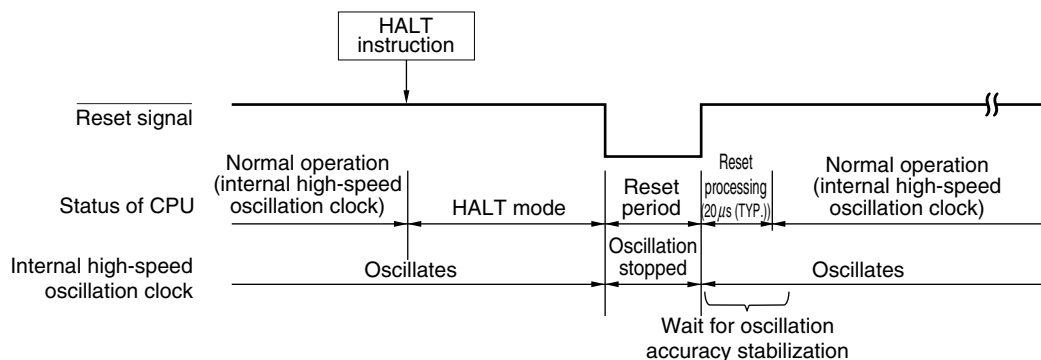 HALT
instruction
Reset signal
Normal operation
(internal high-speed
oscillation clock)
Status of CPU
HALT mode
Reset
period
Reset
processing
(20 μs (TYP.))
Normal operation
(internal high-speed
oscillation clock)
Internal high-speed
oscillation clock
Oscillates
Oscillation
stopped
Oscillates
Wait for oscillation
accuracy stabilization